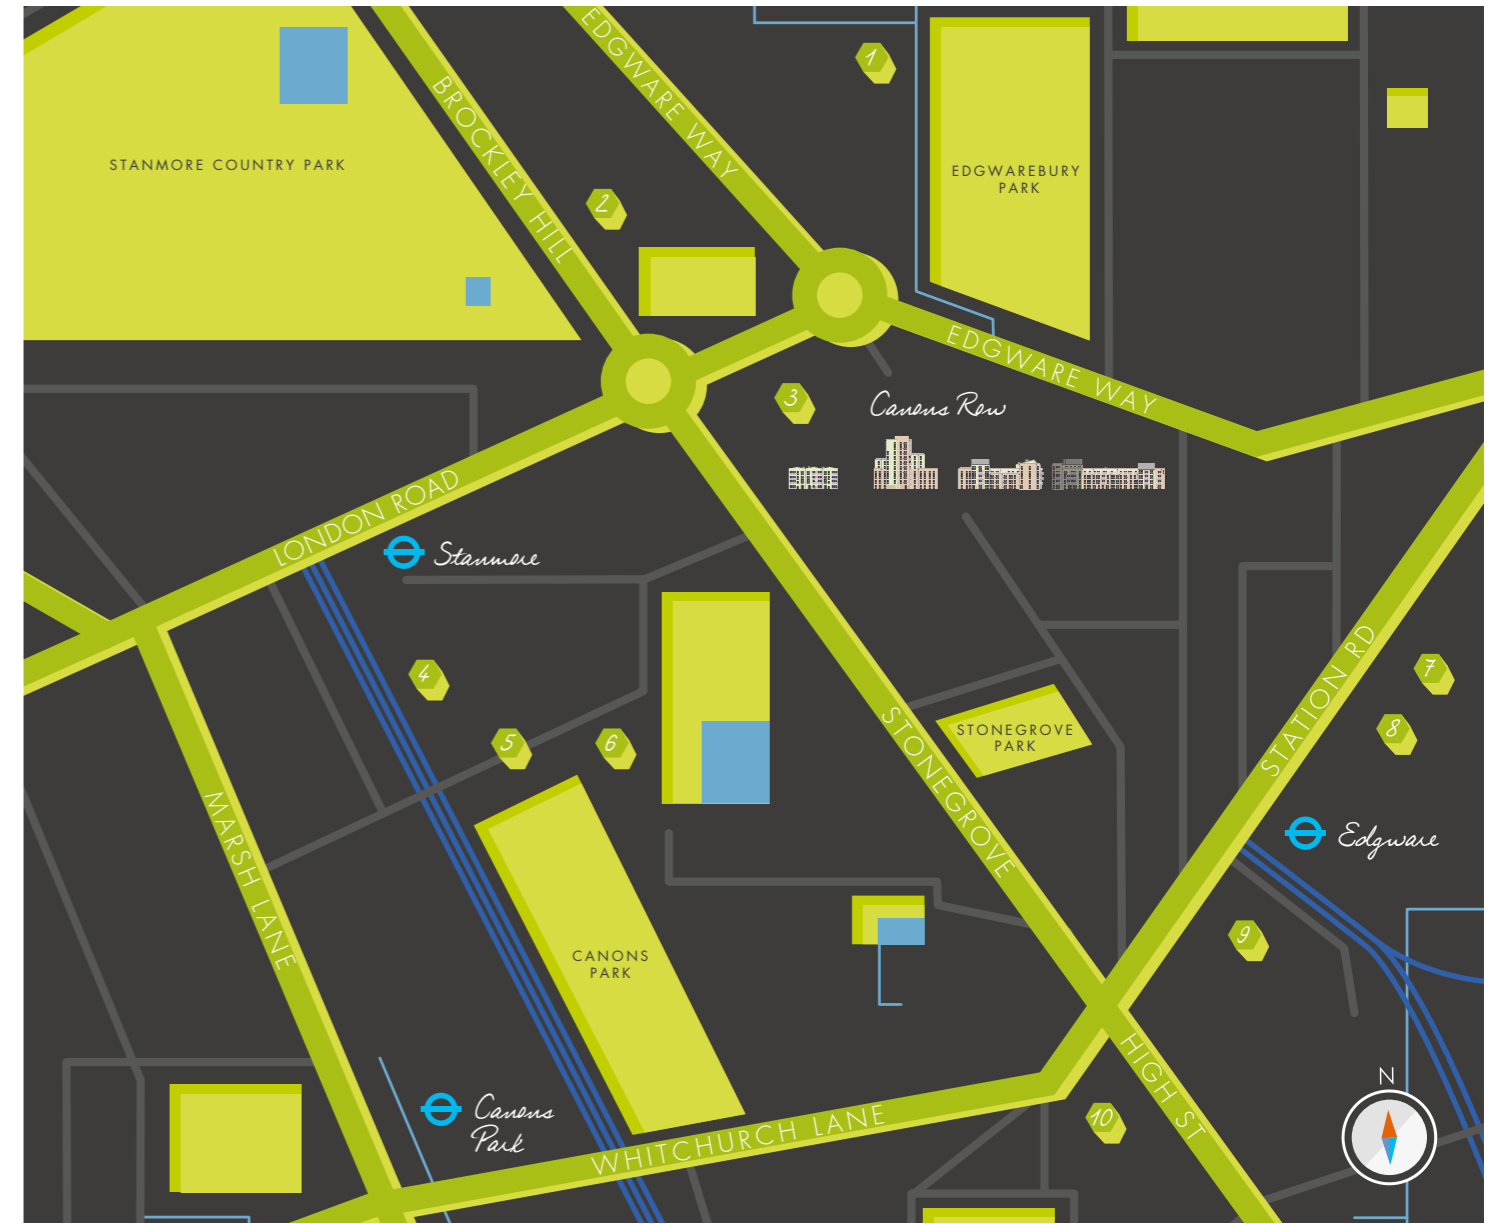 EDGWARE WAY
1
BROCKLEY HILL
STANMORE COUNTRY PARK
EDGWAREBURY
PARK
2
EDGWARE WAY
3
Canons Row
LONDON ROAD
Stanmore
4
5
6
7
8
STONEGROVE
PARK
STATION RD
STONEGROVE
MARSH LANE
Edgware
9
CANONS
PARK
HIGH ST
N
10
Canons
Park
WHITCHURCH LANE